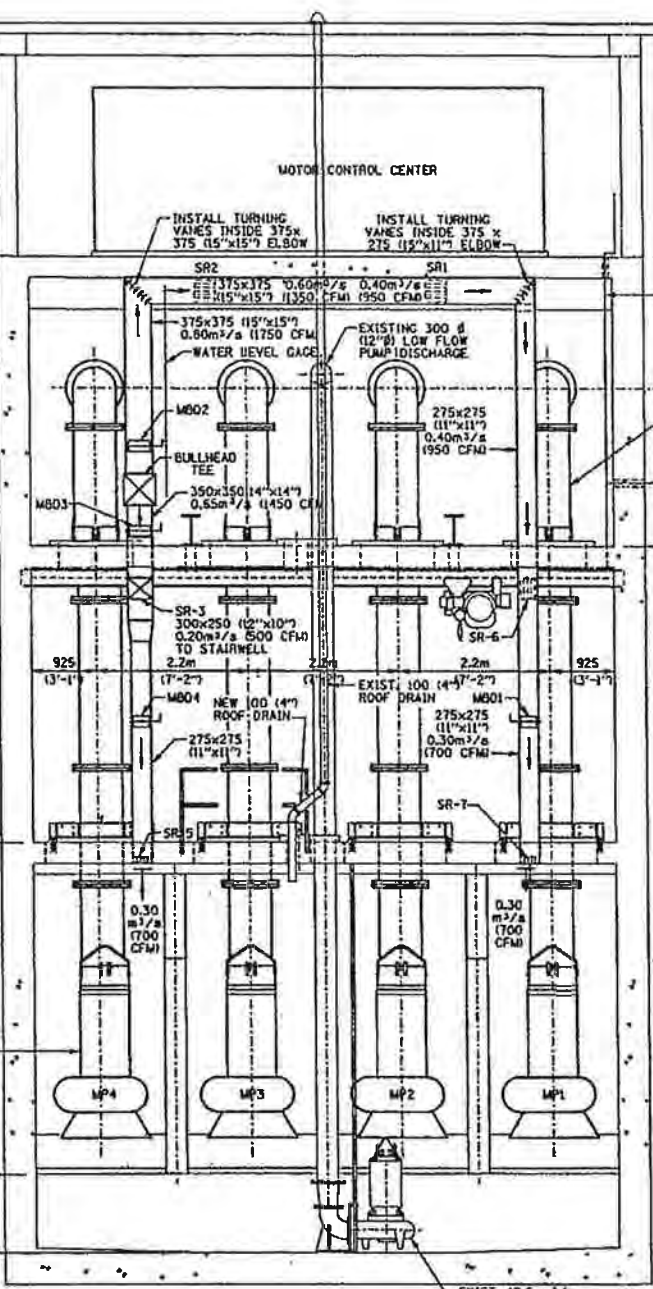 MOTOR CONTROL CENTER
INSTALL TURNING
VANES INSIDE 375x
375 (15"x15") ELBOW
INSTALL TURNING
VANES INSIDE 375 x
275 (15"x11") ELBOW
SR2
SR1
375x375 0.60m³/s 0.40m³/s
(15"x15") (1350 CFM) (950 CFM)
375x375 (15"x15")
0.80m³/s (1750 CFM)
WATER LEVEL GAGE
EXISTING 300 ø
(12"ø) LOW FLOW
PUMP DISCHARGE
MB02
BULLHEAD
TEE
275x275
(11"x11")
0.40m³/s
(950 CFM)
350x350 (14"x14")
0.65m³/s (1450 CFM
MB03
SR-3
300x250 (12"x10")
0.20m³/s (500 CFM)
TO STAIRWELL
SR-6
925
(3'-1")
2.2m
(7'-2")
2.2m
(7'-2")
2.2m
(7'-2")
925
(3'-1")
MB04
NEW 100 (4")
ROOF DRAIN
EXIST. 100 (4")
ROOF DRAIN
MB01
275x275
(11"x11")
275x275
(11"x11")
0.30m³/s
(700 CFM)
SR-5
SR-7
0.30
m³/s
(700
CFM)
0.30
m³/s
(700
CFM)
MP4
MP3
MP2
MP1